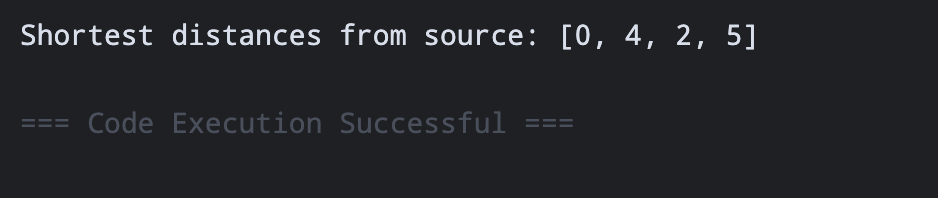 Shortest distances from source: [0, 4, 2, 5]
=== Code Execution Successful ===